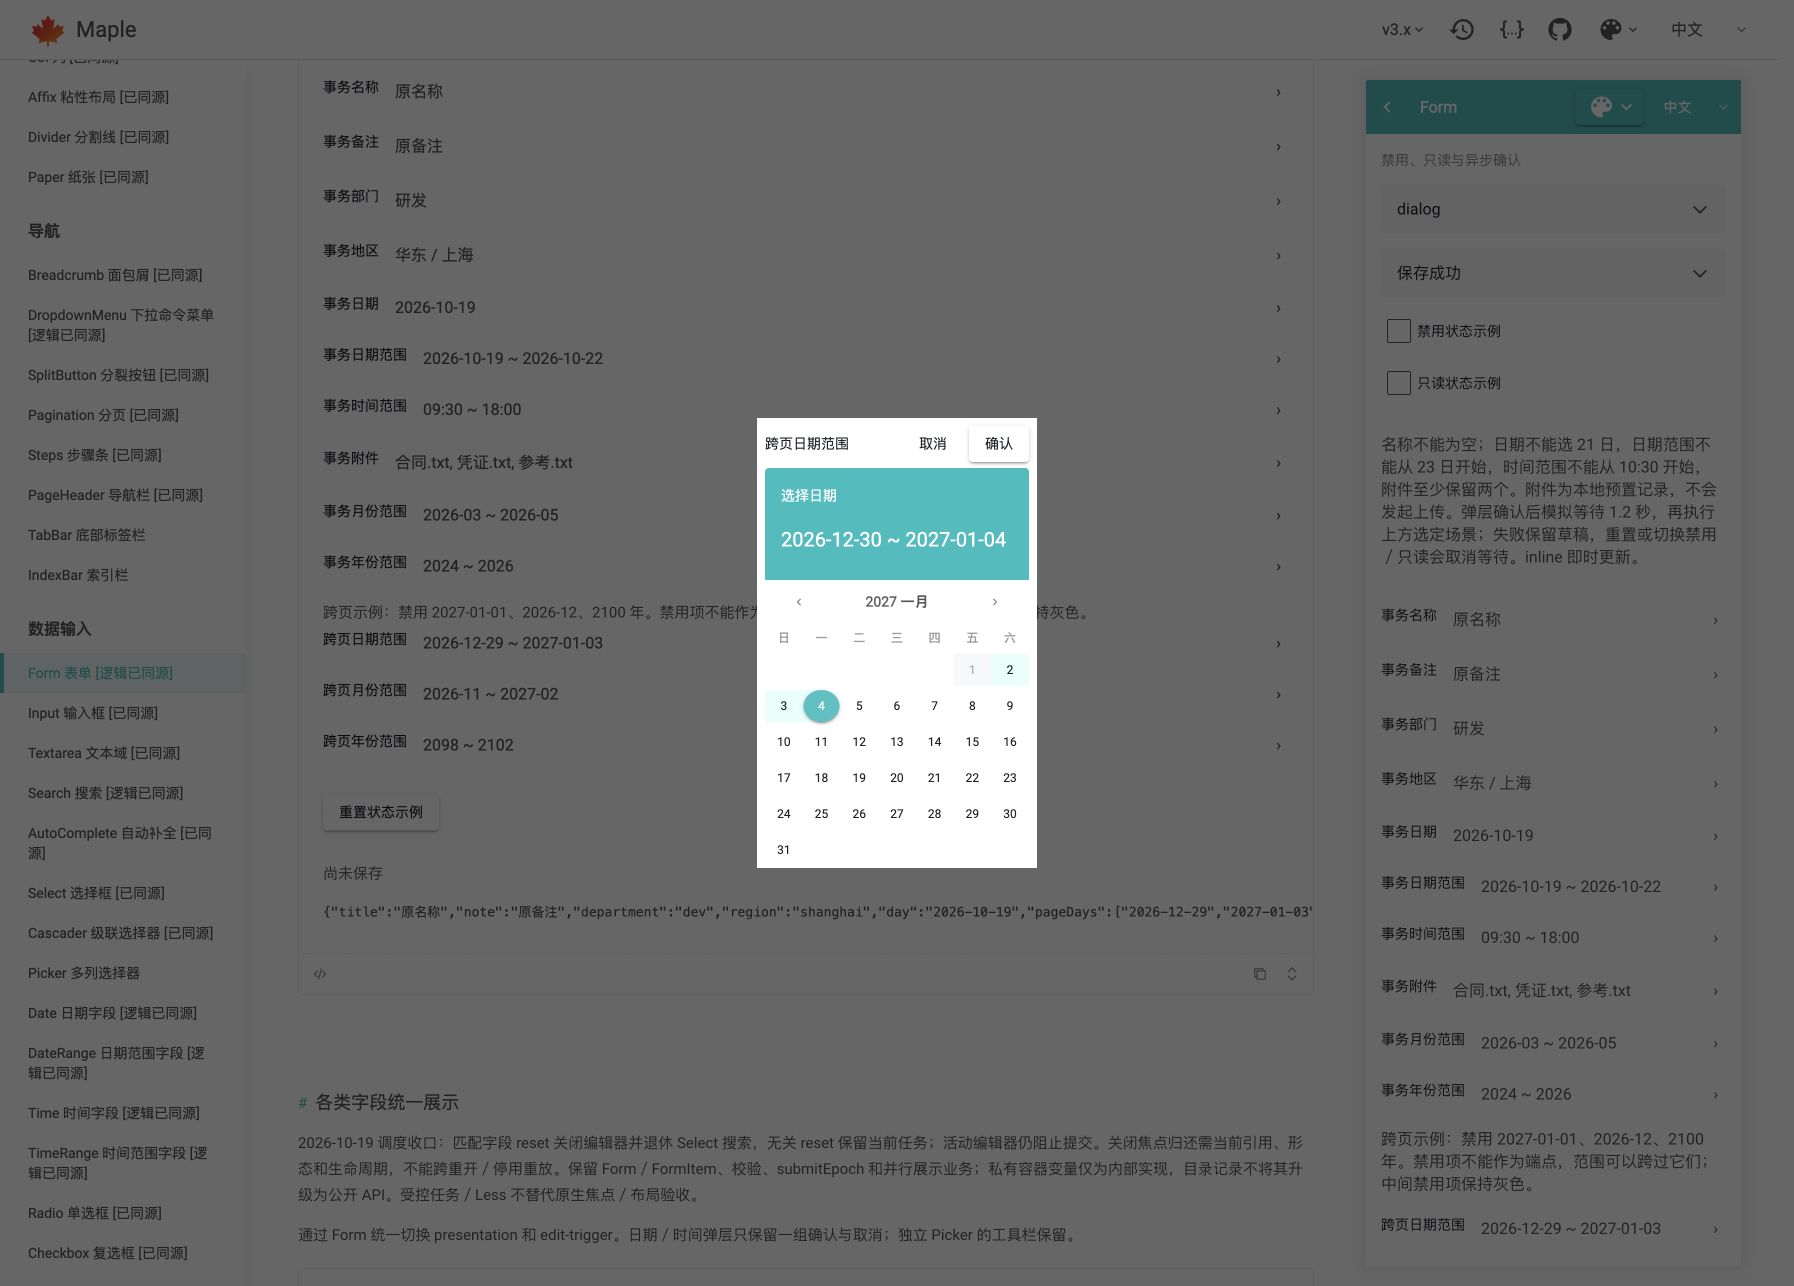 Maple
v3.x
中文
Affix 粘性布局 [已同源]
Divider 分割线 [已同源]
Paper 纸张 [已同源]
导航
Breadcrumb 面包屑 [已同源]
DropdownMenu 下拉命令菜单
[逻辑已同源]
SplitButton 分裂按钮 [已同源]
Pagination 分页 [已同源]
Steps 步骤条 [已同源]
PageHeader 导航栏 [已同源]
TabBar 底部标签栏
IndexBar 索引栏
数据输入
Form 表单 [逻辑已同源]
Input 输入框 [已同源]
Textarea 文本域 [已同源]
Search 搜索 [逻辑已同源]
AutoComplete 自动补全 [已同
源]
Select 选择框 [已同源]
Cascader 级联选择器 [已同源]
Picker 多列选择器
Date 日期字段 [逻辑已同源]
DateRange 日期范围字段 [逻
辑已同源]
Time 时间字段 [逻辑已同源]
TimeRange 时间范围字段 [逻
辑已同源]
Radio 单选框 [已同源]
Checkbox 复选框 [已同源]
事务名称 原名称
事务备注 原备注
事务部门 研发
事务地区 华东 / 上海
事务日期 2026-10-19
事务日期范围 2026-10-19 ~ 2026-10-22
事务时间范围 09:30 ~ 18:00
事务附件 合同.txt, 凭证.txt, 参考.txt
事务月份范围 2026-03 ~ 2026-05
事务年份范围 2024 ~ 2026
跨页示例：禁用 2027-01-01、2026-12、2100 年。禁用项不能作为
持灰色。
跨页日期范围 2026-12-29 ~ 2027-01-03
跨页月份范围 2026-11 ~ 2027-02
跨页年份范围 2098 ~ 2102
重置状态示例
尚未保存
{"title":"原名称","note":"原备注","department":"dev","region":"shanghai","day":"2026-10-19","pageDays":["2026-12-29","2027-01-03"
# 各类字段统一展示
2026-10-19 调度收口：匹配字段 reset 关闭编辑器并退休 Select 搜索，无关 reset 保留当前任务；活动编辑器仍阻止提交。关闭焦点归还需当前引用、形
态和生命周期，不能跨重开 / 停用重放。保留 Form / FormItem、校验、submitEpoch 和并行展示业务；私有容器变量仅为内部实现，目录记录不将其升
级为公开 API。受控任务 / Less 不替代原生焦点 / 布局验收。
通过 Form 统一切换 presentation 和 edit-trigger。日期 / 时间弹层只保留一组确认与取消；独立 Picker 的工具栏保留。
跨页日期范围 取消 确认
选择日期
2026-12-30 ~ 2027-01-04
2027 一月
日 一 二 三 四 五 六
1 2
3 4 5 6 7 8 9
10 11 12 13 14 15 16
17 18 19 20 21 22 23
24 25 26 27 28 29 30
31
Form 中文
禁用、只读与异步确认
dialog
保存成功
禁用状态示例
只读状态示例
名称不能为空；日期不能选 21 日，日期范围不
能从 23 日开始，时间范围不能从 10:30 开始，
附件至少保留两个。附件为本地预置记录，不会
发起上传。弹层确认后模拟等待 1.2 秒，再执行
上方选定场景；失败保留草稿，重置或切换禁用
/ 只读会取消等待。inline 即时更新。
事务名称 原名称
事务备注 原备注
事务部门 研发
事务地区 华东 / 上海
事务日期 2026-10-19
事务日期范围 2026-10-19 ~ 2026-10-22
事务时间范围 09:30 ~ 18:00
事务附件 合同.txt, 凭证.txt, 参考.txt
事务月份范围 2026-03 ~ 2026-05
事务年份范围 2024 ~ 2026
跨页示例：禁用 2027-01-01、2026-12、2100
年。禁用项不能作为端点，范围可以跨过它们；
中间禁用项保持灰色。
跨页日期范围 2026-12-29 ~ 2027-01-03